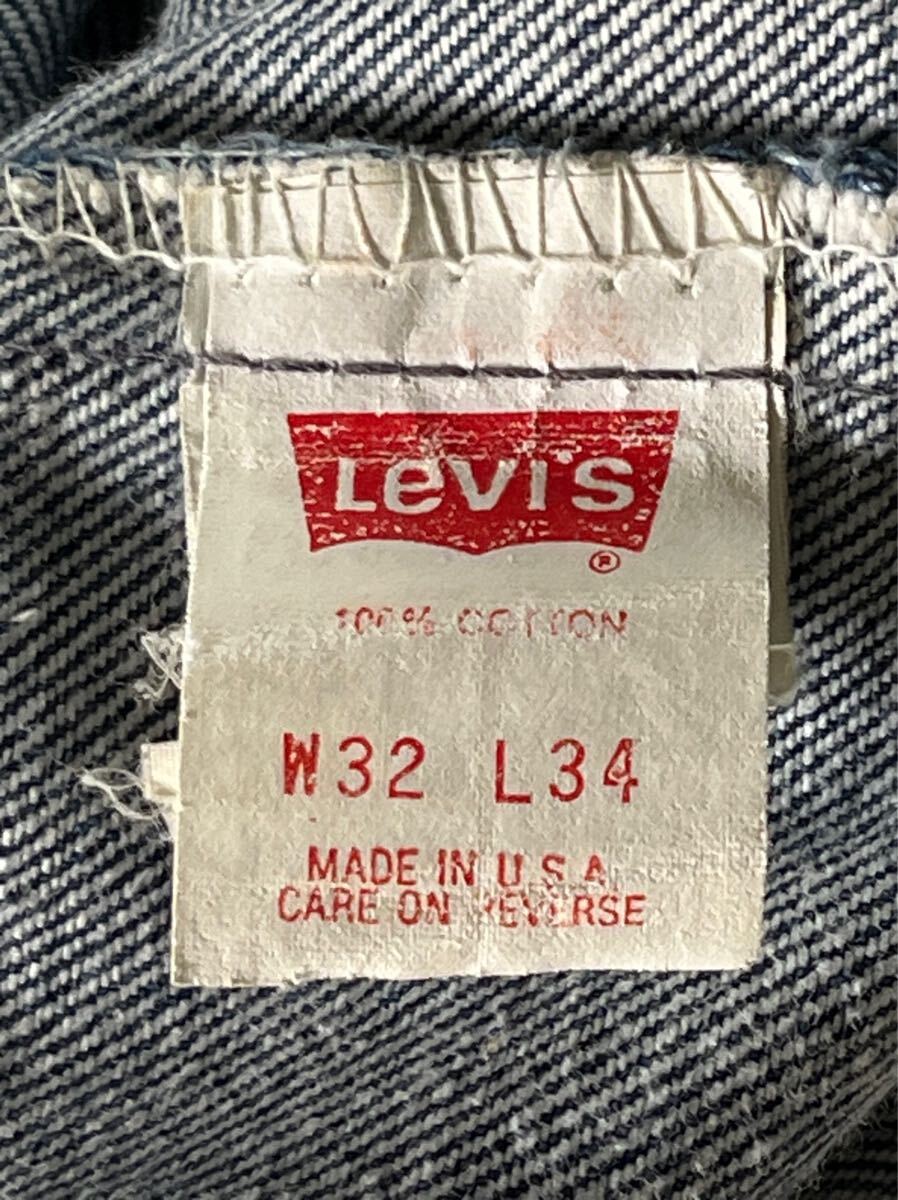 Levi's
®
100% COTTON
W32 L34
MADE IN U.S.A.
CARE ON REVERSE